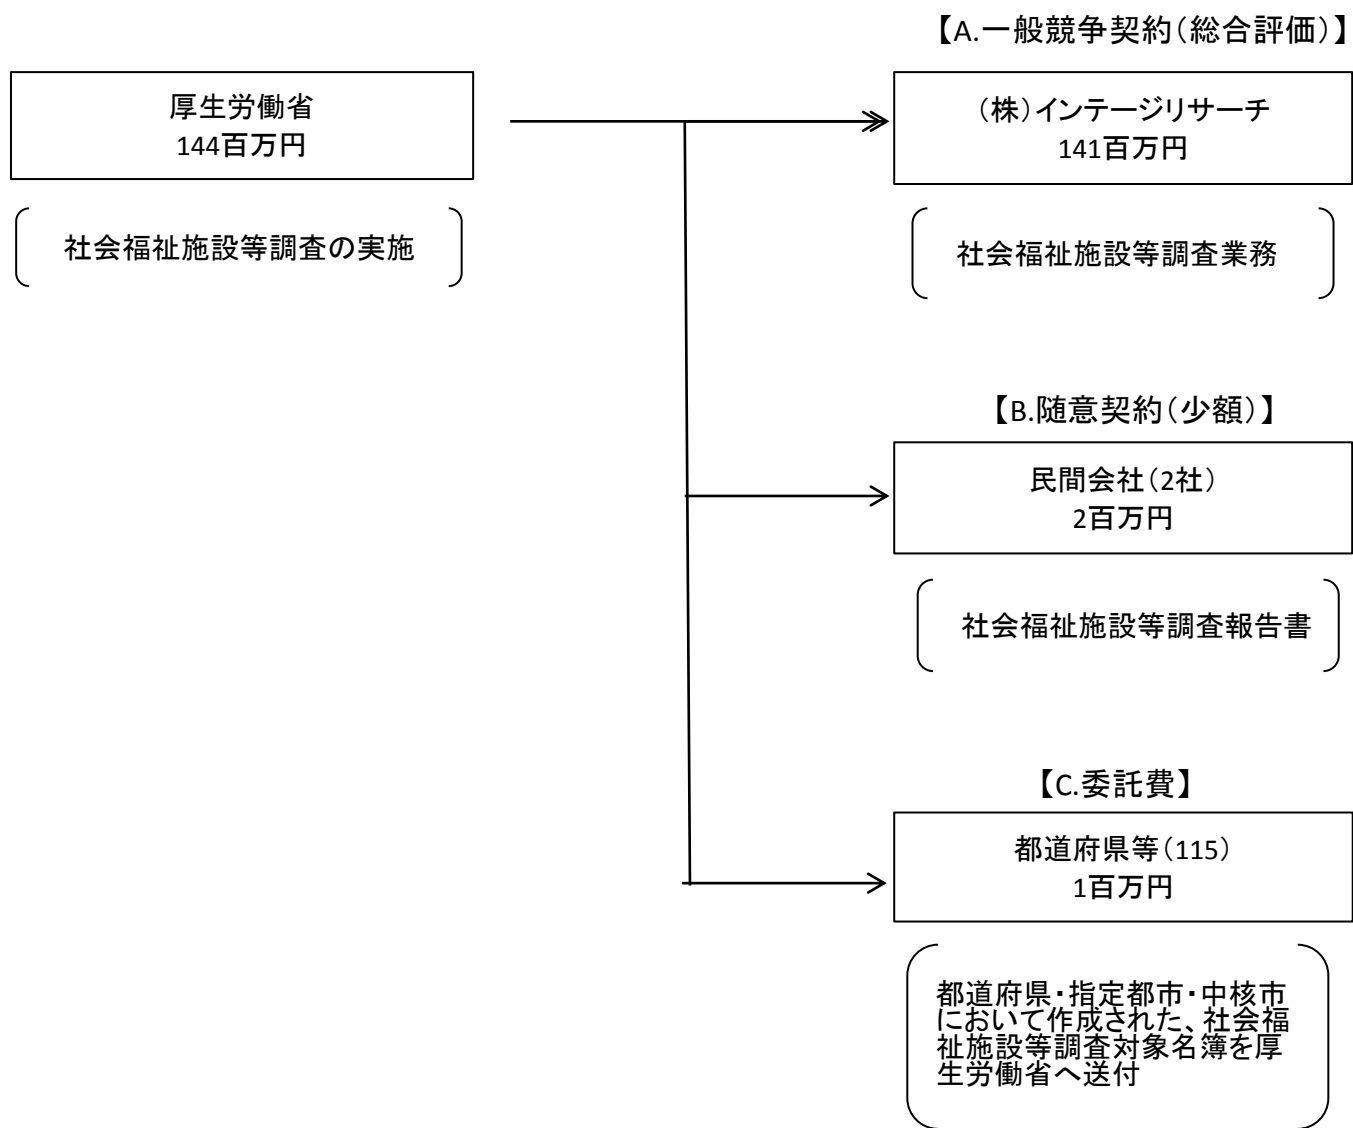 【A.一般競争契約（総合評価）】
厚生労働省
144百万円
社会福祉施設等調査の実施
（株）インテージリサーチ
141百万円
社会福祉施設等調査業務
【B.随意契約（少額）】
民間会社（2社）
2百万円
社会福祉施設等調査報告書
【C.委託費】
都道府県等（115）
1百万円
都道府県・指定都市・中核市
において作成された、社会福
祉施設等調査対象名簿を厚
生労働省へ送付